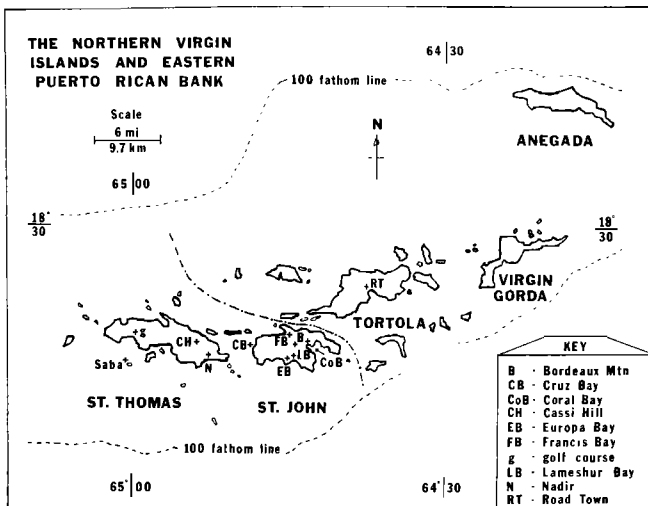 THE NORTHERN VIRGIN
ISLANDS AND EASTERN
PUERTO RICAN BANK
64 30
100 fathom line
Scale
6 mi
9.7 km
N
ANEGADA
65 00
18°
30
18°
30
RT
VIRGIN
GORDA
TORTOLA
g
CH
CB
FB
B
LB
CoB
EB
N
Saba
ST. THOMAS
ST. JOHN
100 fathom line
65° 00
64° 30
KEY
B · Bordeaux Mtn
CB · Cruz Bay
CoB · Coral Bay
CH · Cassi Hill
EB · Europa Bay
FB · Francis Bay
g · golf course
LB · Lameshur Bay
N · Nadir
RT · Road Town